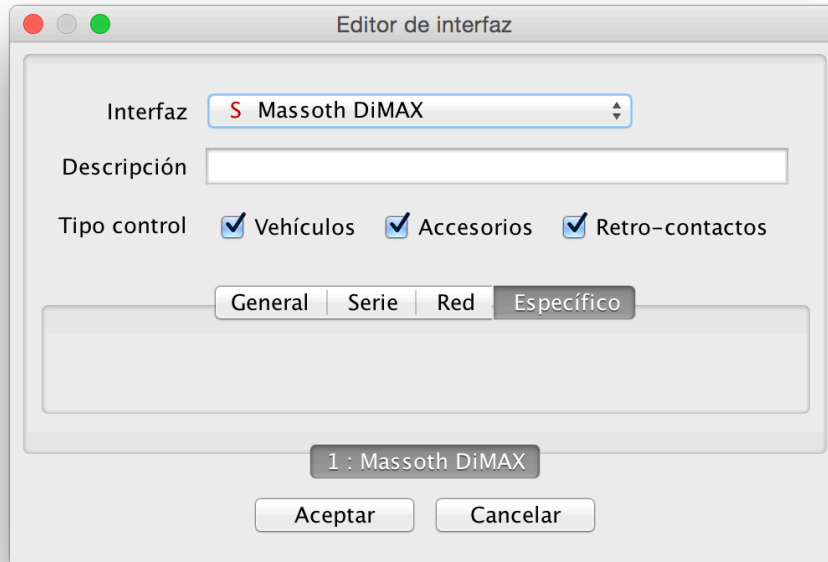 Editor de interfaz
Interfaz S Massoth DiMAX
Descripción
Tipo control Vehículos Accesorios Retro-contactos
General Serie Red Específico
1 : Massoth DiMAX
Aceptar Cancelar